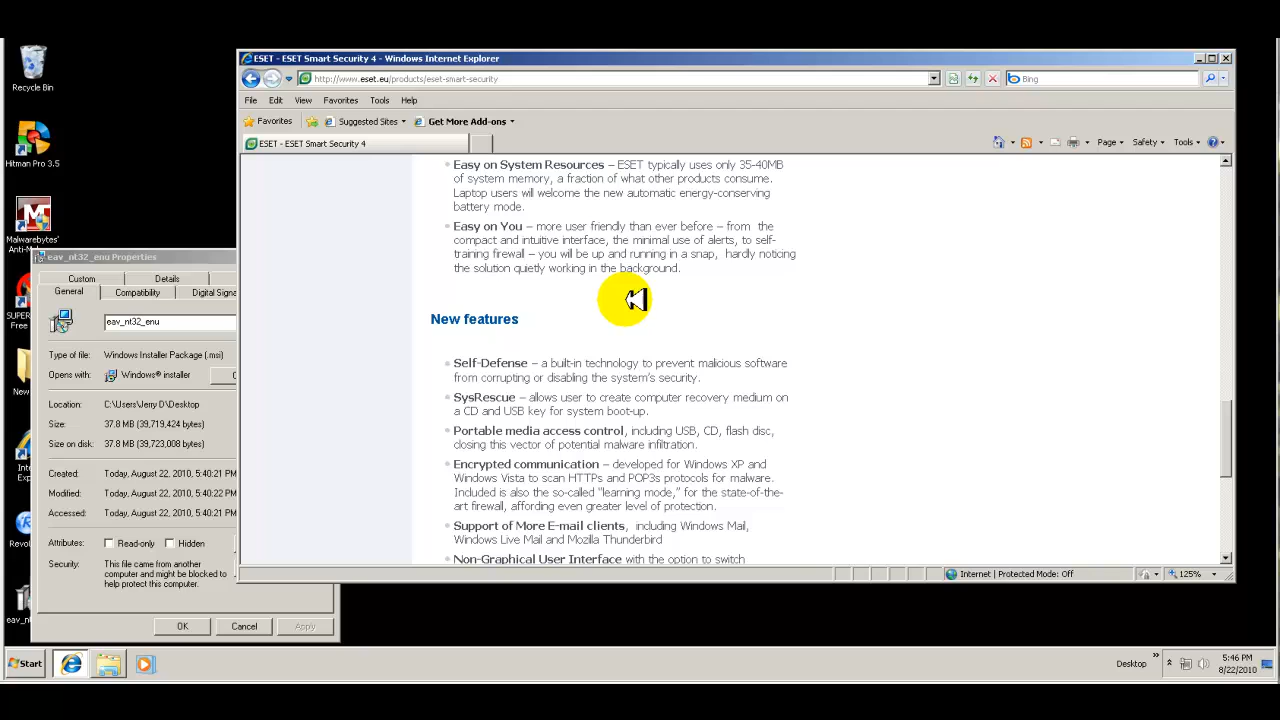 Recycle Bin
Hitman Pro 3.5
Malwarebytes'
ESET - ESET Smart Security 4 - Windows Internet Explorer
http://www.eset.eu/products/eset-smart-security
Bing
File Edit View Favorites Tools Help
Favorites Suggested Sites Get More Add-ons
ESET - ESET Smart Security 4
Page Safety Tools
Easy on System Resources – ESET typically uses only 35-40MB
of system memory, a fraction of what other products consume.
Laptop users will welcome the new automatic energy-conserving
battery mode.
Easy on You – more user friendly than ever before – from the
compact and intuitive interface, the minimal use of alerts, to self-
training firewall – you will be up and running in a snap, hardly noticing
the solution quietly working in the background.
New features
Self-Defense – a built-in technology to prevent malicious software
from corrupting or disabling the system's security.
SysRescue – allows user to create computer recovery medium on
a CD and USB key for system boot-up.
Portable media access control, including USB, CD, flash disc,
closing this vector of potential malware infiltration.
Encrypted communication – developed for Windows XP and
Windows Vista to scan HTTPs and POP3s protocols for malware.
Included is also the so-called "learning mode," for the state-of-the-
art firewall, affording even greater level of protection.
Support of More E-mail clients, including Windows Mail,
Windows Live Mail and Mozilla Thunderbird
Non-Graphical User Interface with the option to switch
Internet | Protected Mode: Off
125%
eav_nt32_enu Properties
Custom Details
General Compatibility Digital Signa
eav_nt32_enu
Type of file: Windows Installer Package (.msi)
Opens with: Windows® installer
Location: C:\Users\Jerry D\Desktop
Size: 37.8 MB (39,719,424 bytes)
Size on disk: 37.8 MB (39,723,008 bytes)
Created: Today, August 22, 2010, 5:40:21 PM
Modified: Today, August 22, 2010, 5:40:22 PM
Accessed: Today, August 22, 2010, 5:40:21 PM
Attributes: Read-only Hidden
Security: This file came from another
computer and might be blocked to
help protect this computer.
OK Cancel Apply
Start
Desktop
5:46 PM
8/22/2010